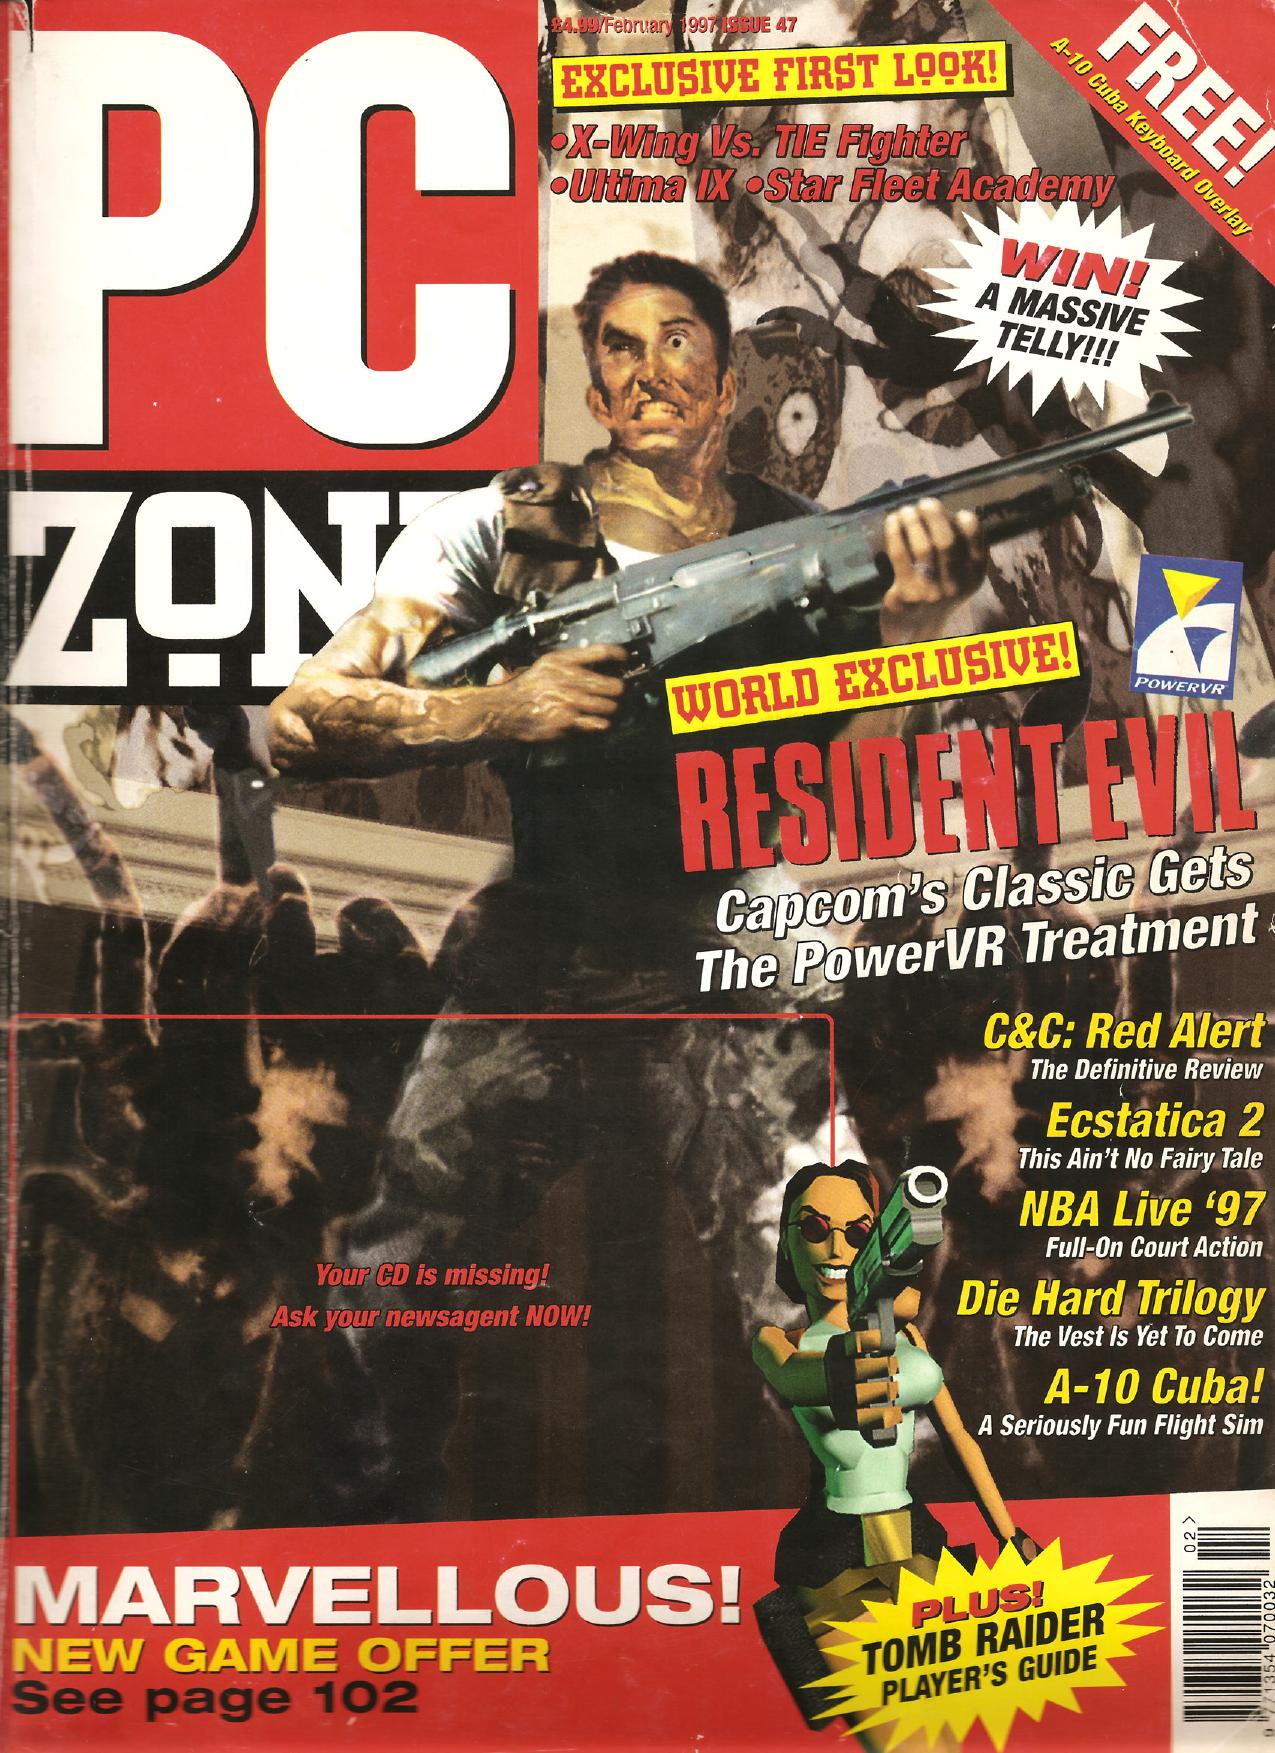 £4.99/February 1997 ISSUE 47
PC
ZONE
EXCLUSIVE FIRST LOOK!
•X-Wing Vs. TIE Fighter
•Ultima IX •Star Fleet Academy
FREE!
A-10 Cuba Keyboard Overlay
WIN!
A MASSIVE
TELLY!!!
POWERVR
WORLD EXCLUSIVE!
RESIDENT EVIL
Capcom's Classic Gets
The PowerVR Treatment
C&C: Red Alert
The Definitive Review
Ecstatica 2
This Ain't No Fairy Tale
NBA Live '97
Full-On Court Action
Die Hard Trilogy
The Vest Is Yet To Come
A-10 Cuba!
A Seriously Fun Flight Sim
Your CD is missing!
Ask your newsagent NOW!
MARVELLOUS!
NEW GAME OFFER
See page 102
PLUS!
TOMB RAIDER
PLAYER'S GUIDE
02>
9 771354 070032